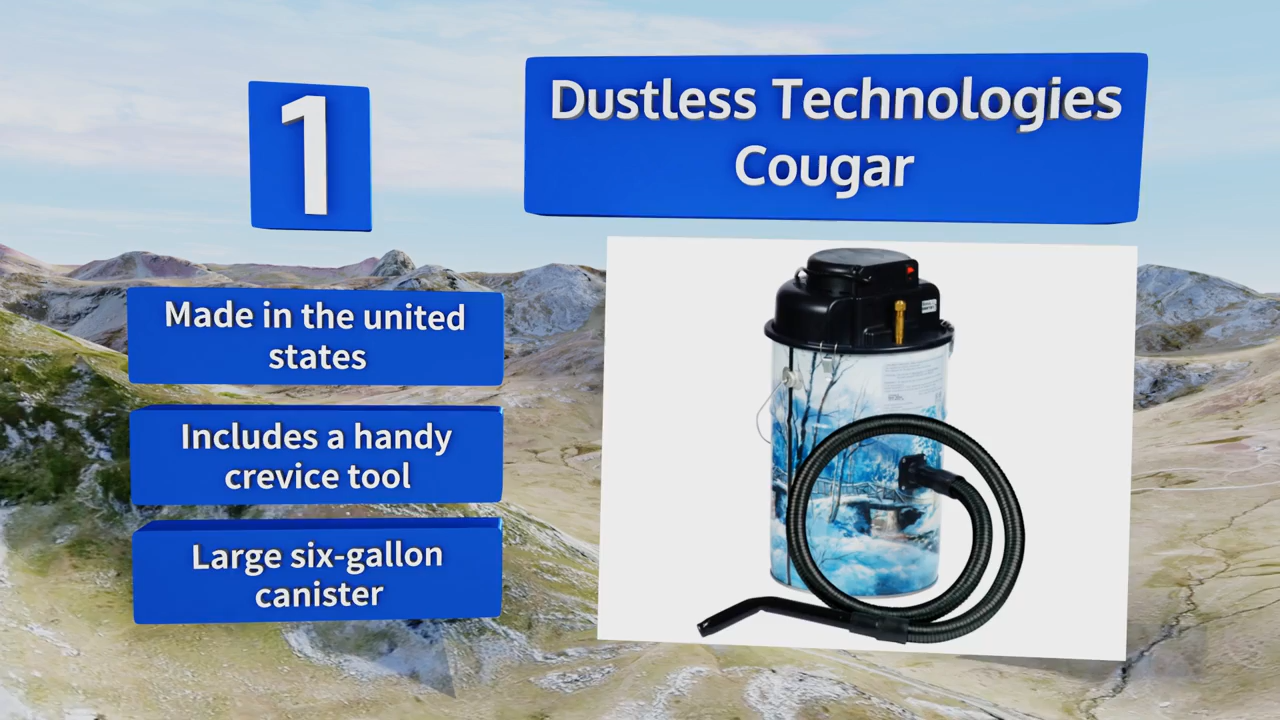 1
Dustless Technologies
Cougar
Made in the united
states
Includes a handy
crevice tool
Large six-gallon
canister